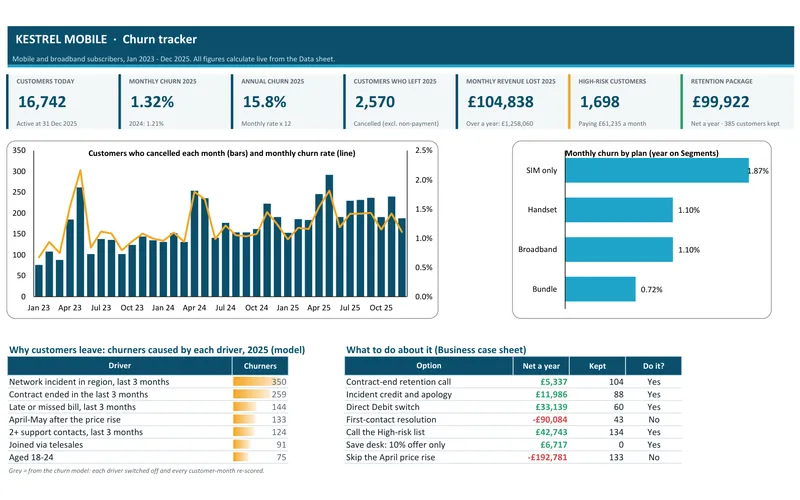 KESTREL MOBILE · Churn tracker
Mobile and broadband subscribers, Jan 2023 - Dec 2025. All figures calculate live from the Data sheet.
CUSTOMERS TODAY
16,742
Active at 31 Dec 2025
MONTHLY CHURN 2025
1.32%
2024: 1.21%
ANNUAL CHURN 2025
15.8%
Monthly rate x 12
CUSTOMERS WHO LEFT 2025
2,570
Cancelled (excl. non-payment)
MONTHLY REVENUE LOST 2025
£104,838
Over a year: £1,258,060
HIGH-RISK CUSTOMERS
1,698
Paying £61,235 a month
RETENTION PACKAGE
£99,922
Net a year · 385 customers kept
Customers who cancelled each month (bars) and monthly churn rate (line)
350
300
250
200
150
100
50
0
2.5%
2.0%
1.5%
1.0%
0.5%
0.0%
Jan 23 Apr 23 Jul 23 Oct 23 Jan 24 Apr 24 Jul 24 Oct 24 Jan 25 Apr 25 Jul 25 Oct 25
Monthly churn by plan (year on Segments)
SIM only 1.87%
Handset 1.10%
Broadband 1.10%
Bundle 0.72%
Why customers leave: churners caused by each driver, 2025 (model)
Driver Churners
Network incident in region, last 3 months 350
Contract ended in the last 3 months 259
Late or missed bill, last 3 months 144
April-May after the price rise 133
2+ support contacts, last 3 months 124
Joined via telesales 91
Aged 18-24 75
Grey = from the churn model: each driver switched off and every customer-month re-scored.
What to do about it (Business case sheet)
Option Net a year Kept Do it?
Contract-end retention call £5,337 104 Yes
Incident credit and apology £11,986 88 Yes
Direct Debit switch £33,139 60 Yes
First-contact resolution -£90,084 43 No
Call the High-risk list £42,743 134 Yes
Save desk: 10% offer only £6,717 0 Yes
Skip the April price rise -£192,781 133 No